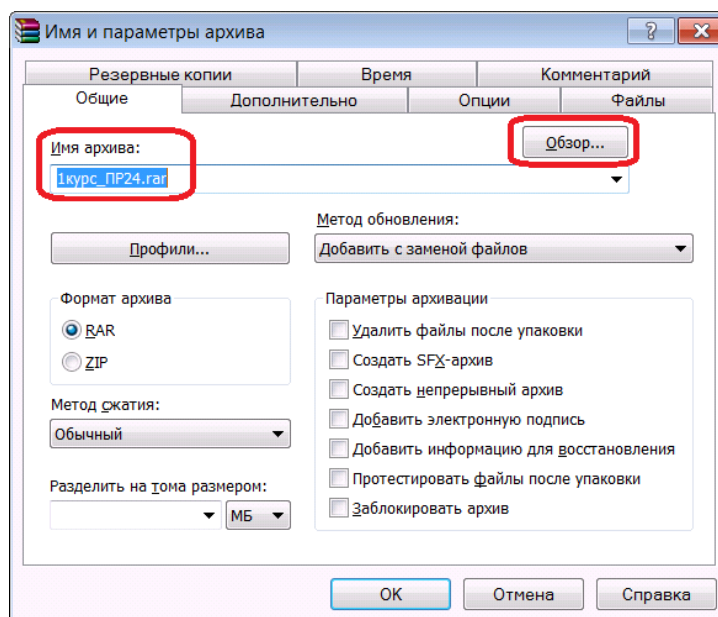 Имя и параметры архива
Резервные копии Время Комментарий
Общие Дополнительно Опции Файлы
Имя архива: Обзор...
1курс_ПР24.rar
Метод обновления:
Профили... Добавить с заменой файлов
Формат архива Параметры архивации
RAR Удалить файлы после упаковки
ZIP Создать SFX-архив
Создать непрерывный архив
Метод сжатия: Добавить электронную подпись
Обычный Добавить информацию для восстановления
Разделить на тома размером: Протестировать файлы после упаковки
МБ Заблокировать архив
OK Отмена Справка